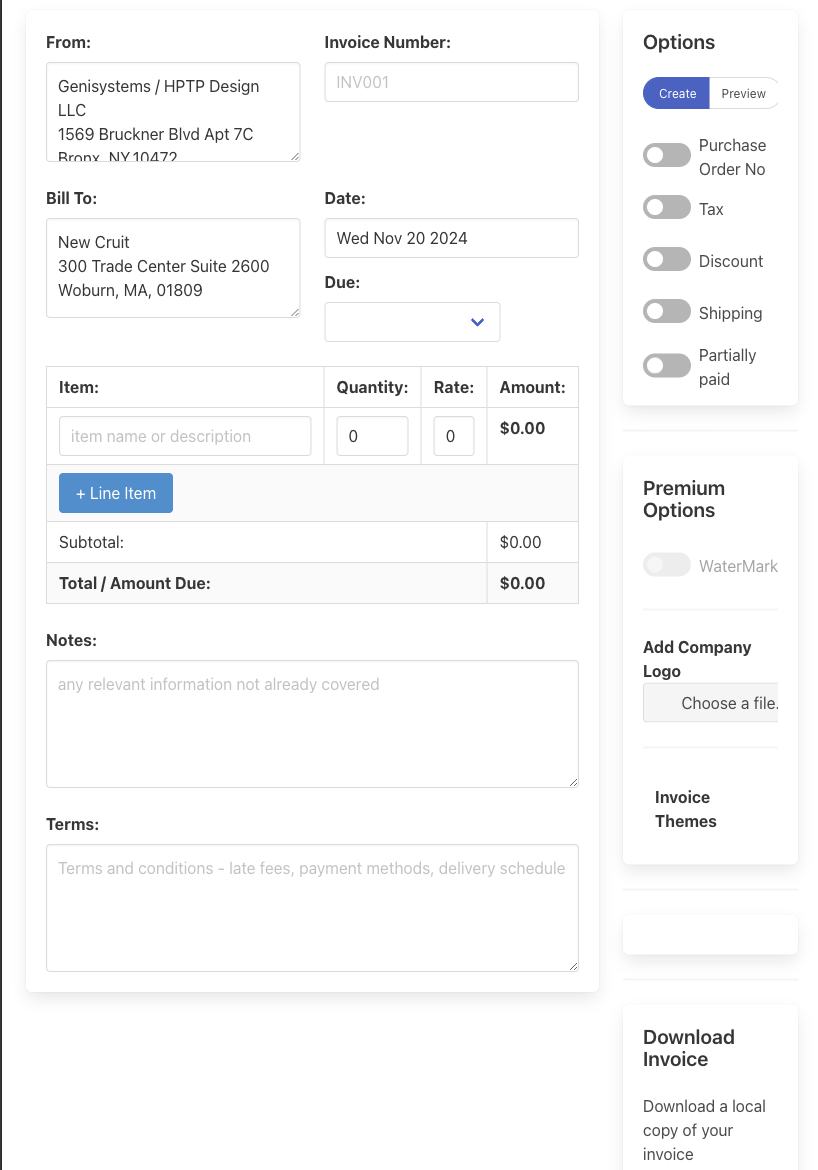 From:
Genisystems / HPTP Design
LLC
1569 Bruckner Blvd Apt 7C
Bronx, NY,10472
Invoice Number:
INV001
Bill To:
New Cruit
300 Trade Center Suite 2600
Woburn, MA, 01809
Date:
Wed Nov 20 2024
Due:
Item: Quantity: Rate: Amount:
item name or description 0 0 $0.00
+ Line Item
Subtotal: $0.00
Total / Amount Due: $0.00
Notes:
any relevant information not already covered
Terms:
Terms and conditions - late fees, payment methods, delivery schedule
Options
Create Preview
Purchase
Order No
Tax
Discount
Shipping
Partially
paid
Premium
Options
WaterMark
Add Company
Logo
Choose a file.
Invoice
Themes
Download
Invoice
Download a local
copy of your
invoice